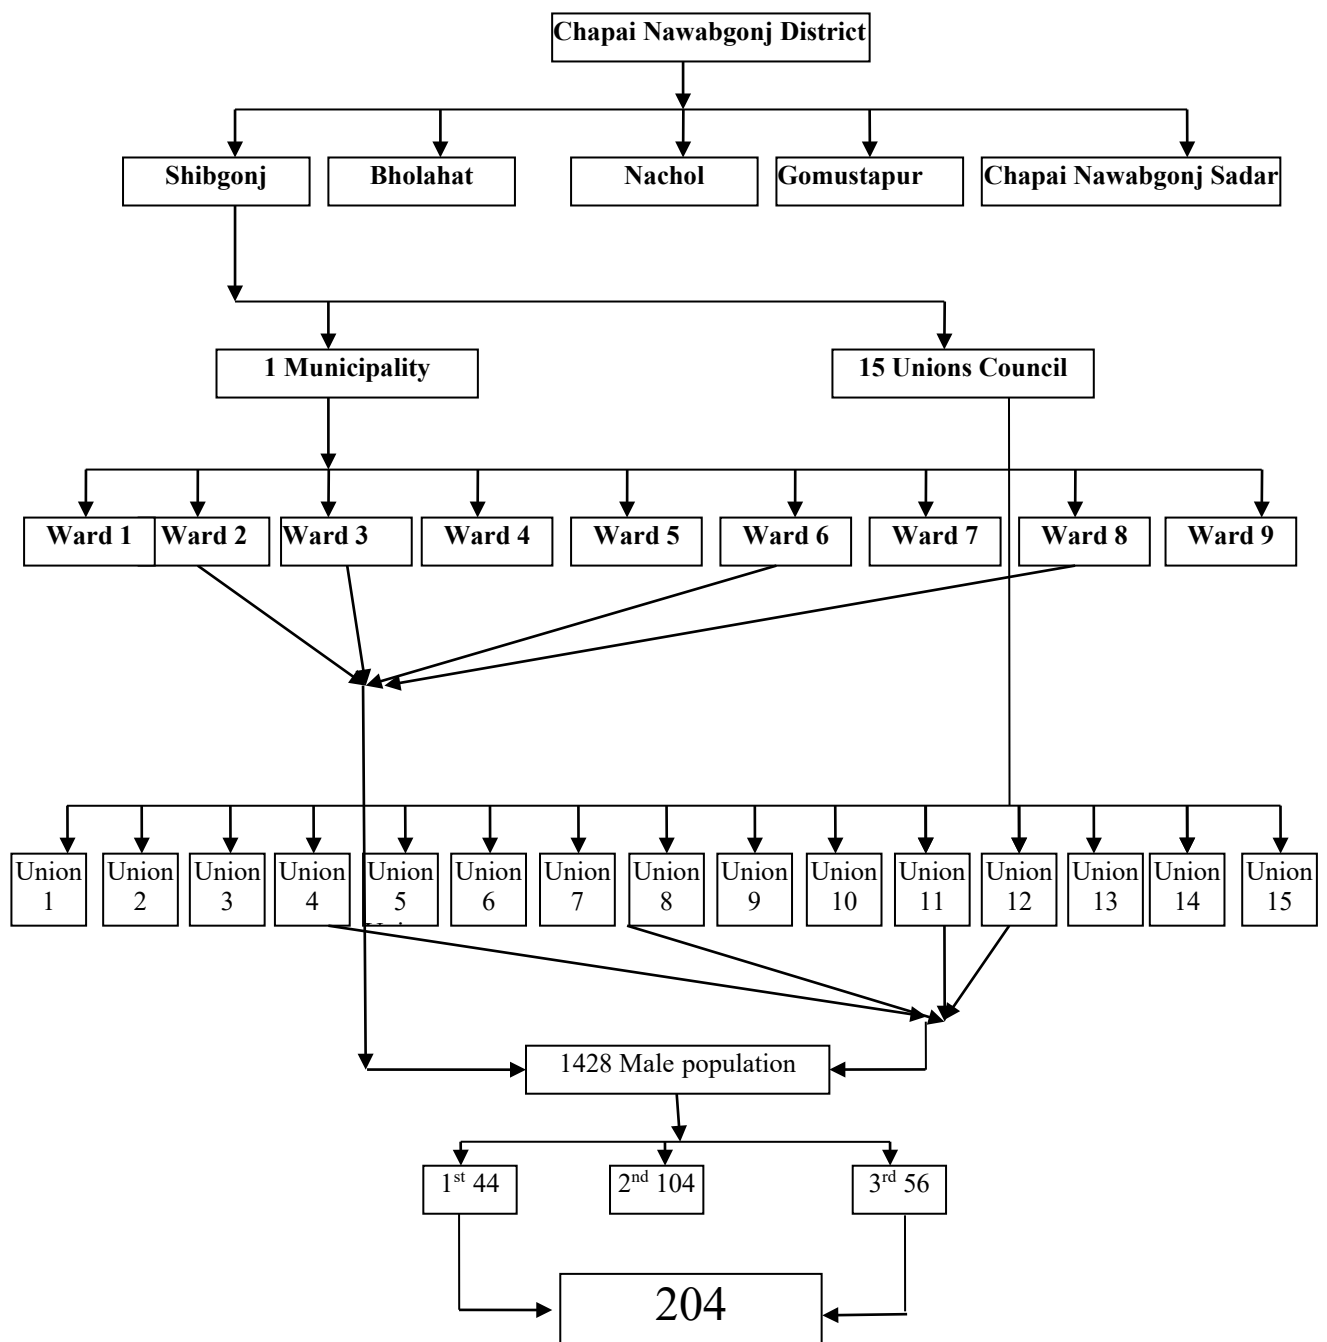 Chapai Nawabgonj District
Shibgonj
Bholahat
Nachol
Gomustapur
Chapai Nawabgonj Sadar
1 Municipality
15 Unions Council
Ward 1
Ward 2
Ward 3
Ward 4
Ward 5
Ward 6
Ward 7
Ward 8
Ward 9
Union
1
Union
2
Union
3
Union
4
Union
5
Union
6
Union
7
Union
8
Union
9
Union
10
Union
11
Union
12
Union
13
Union
14
Union
15
1428 Male population
1st 44
2nd 104
3rd 56
204